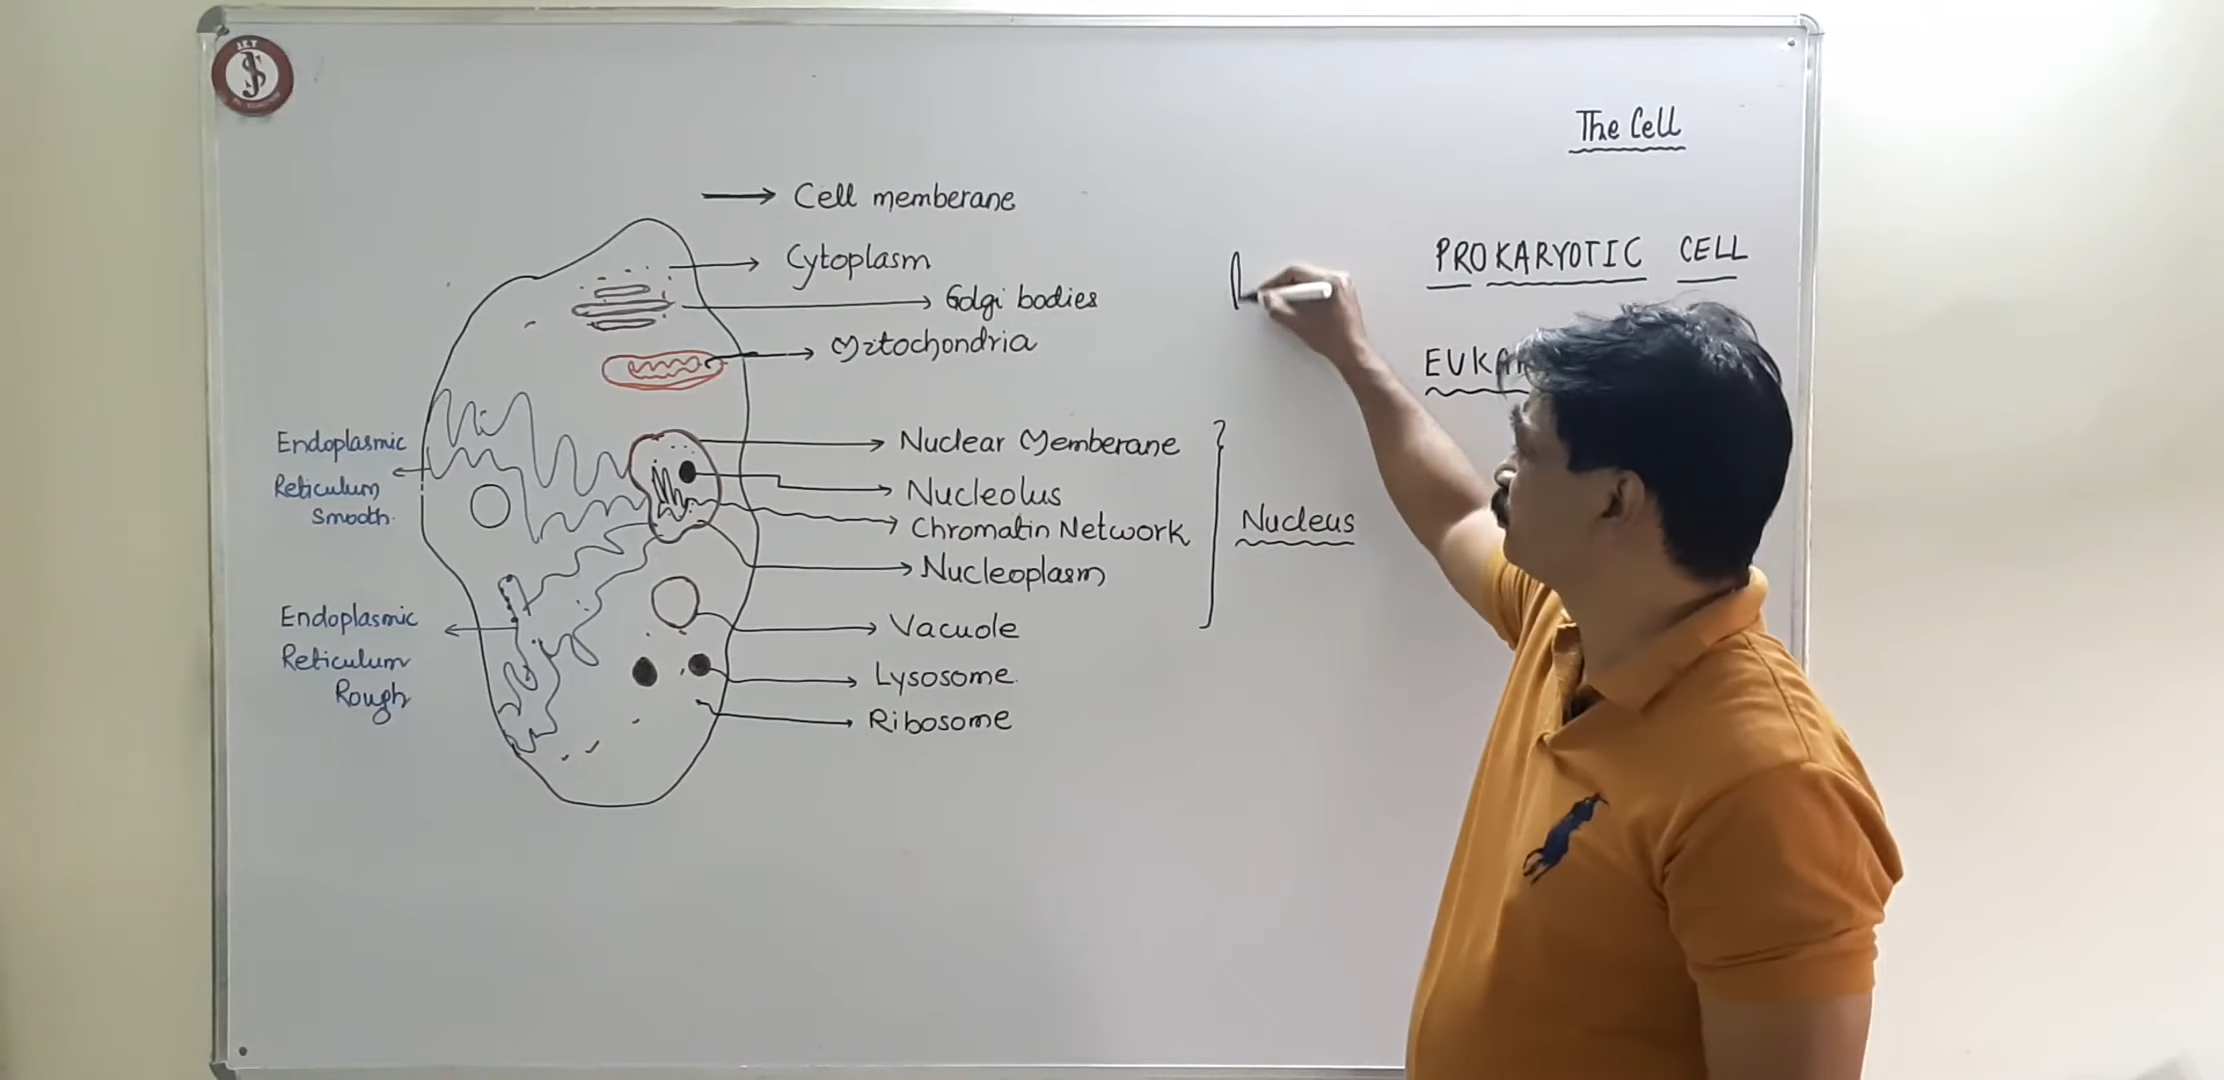 The Cell
Cell memberane
Cytoplasm
Golgi bodies
Mitochondria
PROKARYOTIC CELL
Endoplasmic
Reticulum
Smooth
Nuclear Memberane
Nucleolus
Chromatin Network
Nucleoplasm
Nucleus
Endoplasmic
Reticulum
Rough
Vacuole
Lysosome
Ribosome